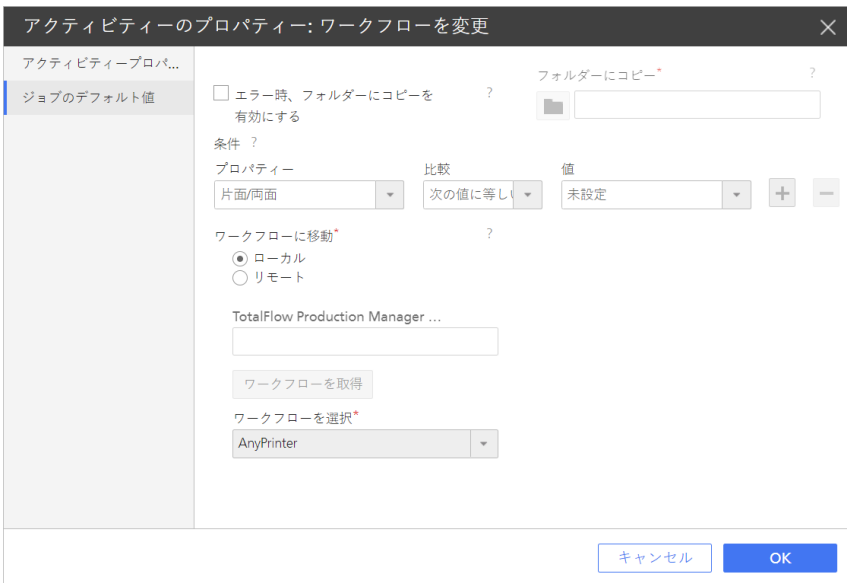 アクティビティーのプロパティー: ワークフローを変更
アクティビティープロパ...
ジョブのデフォルト値
エラー時、フォルダーにコピーを
有効にする
?
フォルダーにコピー*
?
条件 ?
プロパティー
比較
値
片面/両面
次の値に等しい
未設定
ワークフローに移動*
?
ローカル
リモート
TotalFlow Production Manager ...
ワークフローを取得
ワークフローを選択*
AnyPrinter
キャンセル
OK